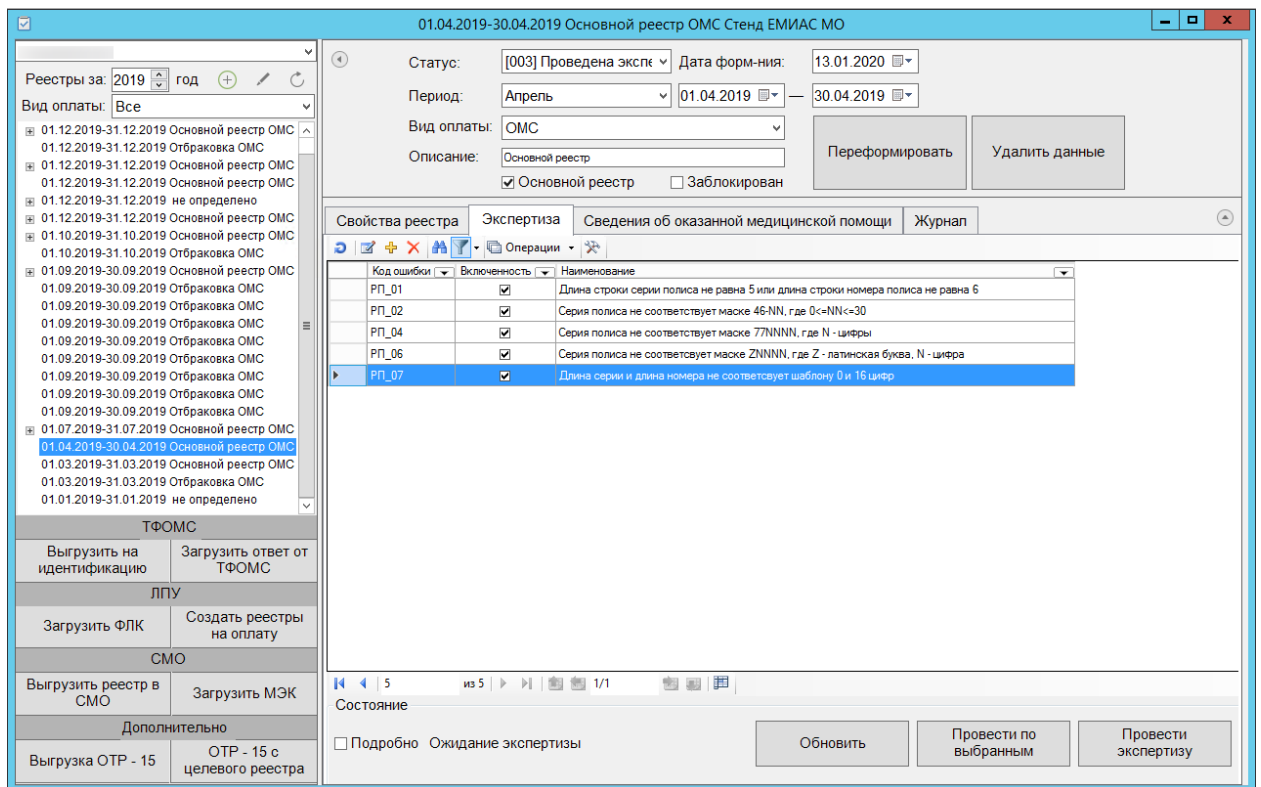 01.04.2019-30.04.2019 Основной реестр ОМС Стенд ЕМИАС МО
Реестры за: 2019 год
Вид оплаты: Все
01.12.2019-31.12.2019 Основной реестр ОМС
01.12.2019-31.12.2019 Отбраковка ОМС
01.12.2019-31.12.2019 Основной реестр ОМС
01.12.2019-31.12.2019 Основной реестр ОМС
01.12.2019-31.12.2019 не определено
01.12.2019-31.12.2019 Основной реестр ОМС
01.10.2019-31.10.2019 Основной реестр ОМС
01.10.2019-31.10.2019 Отбраковка ОМС
01.09.2019-30.09.2019 Основной реестр ОМС
01.09.2019-30.09.2019 Отбраковка ОМС
01.09.2019-30.09.2019 Отбраковка ОМС
01.09.2019-30.09.2019 Отбраковка ОМС
01.09.2019-30.09.2019 Отбраковка ОМС
01.09.2019-30.09.2019 Отбраковка ОМС
01.09.2019-30.09.2019 Отбраковка ОМС
01.09.2019-30.09.2019 Отбраковка ОМС
01.09.2019-30.09.2019 Отбраковка ОМС
01.07.2019-31.07.2019 Основной реестр ОМС
01.04.2019-30.04.2019 Основной реестр ОМС
01.03.2019-31.03.2019 Основной реестр ОМС
01.03.2019-31.03.2019 Отбраковка ОМС
01.01.2019-31.01.2019 не определено
ТФОМС
Выгрузить на
идентификацию
Загрузить ответ от
ТФОМС
ЛПУ
Загрузить ФЛК
Создать реестры
на оплату
СМО
Выгрузить реестр в
СМО
Загрузить МЭК
Дополнительно
Выгрузка ОТР - 15
ОТР - 15 с
целевого реестра
Статус: [003] Проведена экспе Дата форм-ния: 13.01.2020
Период: Апрель 01.04.2019 — 30.04.2019
Вид оплаты: ОМС
Описание: Основной реестр
Основной реестр Заблокирован
Переформировать Удалить данные
Свойства реестра Экспертиза Сведения об оказанной медицинской помощи Журнал
Операции
Код ошибки Включенность Наименование
РП_01 Длина строки серии полиса не равна 5 или длина строки номера полиса не равна 6
РП_02 Серия полиса не соответствует маске 46-NN, где 0<=NN<=30
РП_04 Серия полиса не соответствует маске 77NNNN, где N - цифры
РП_06 Серия полиса не соответсвует маске ZNNNN, где Z - латинская буква, N - цифра
РП_07 Длина серии и длина номера не соответсвует шаблону 0 и 16 цифр
5 из 5 1/1
Состояние
Подробно Ожидание экспертизы
Обновить
Провести по
выбранным
Провести
экспертизу